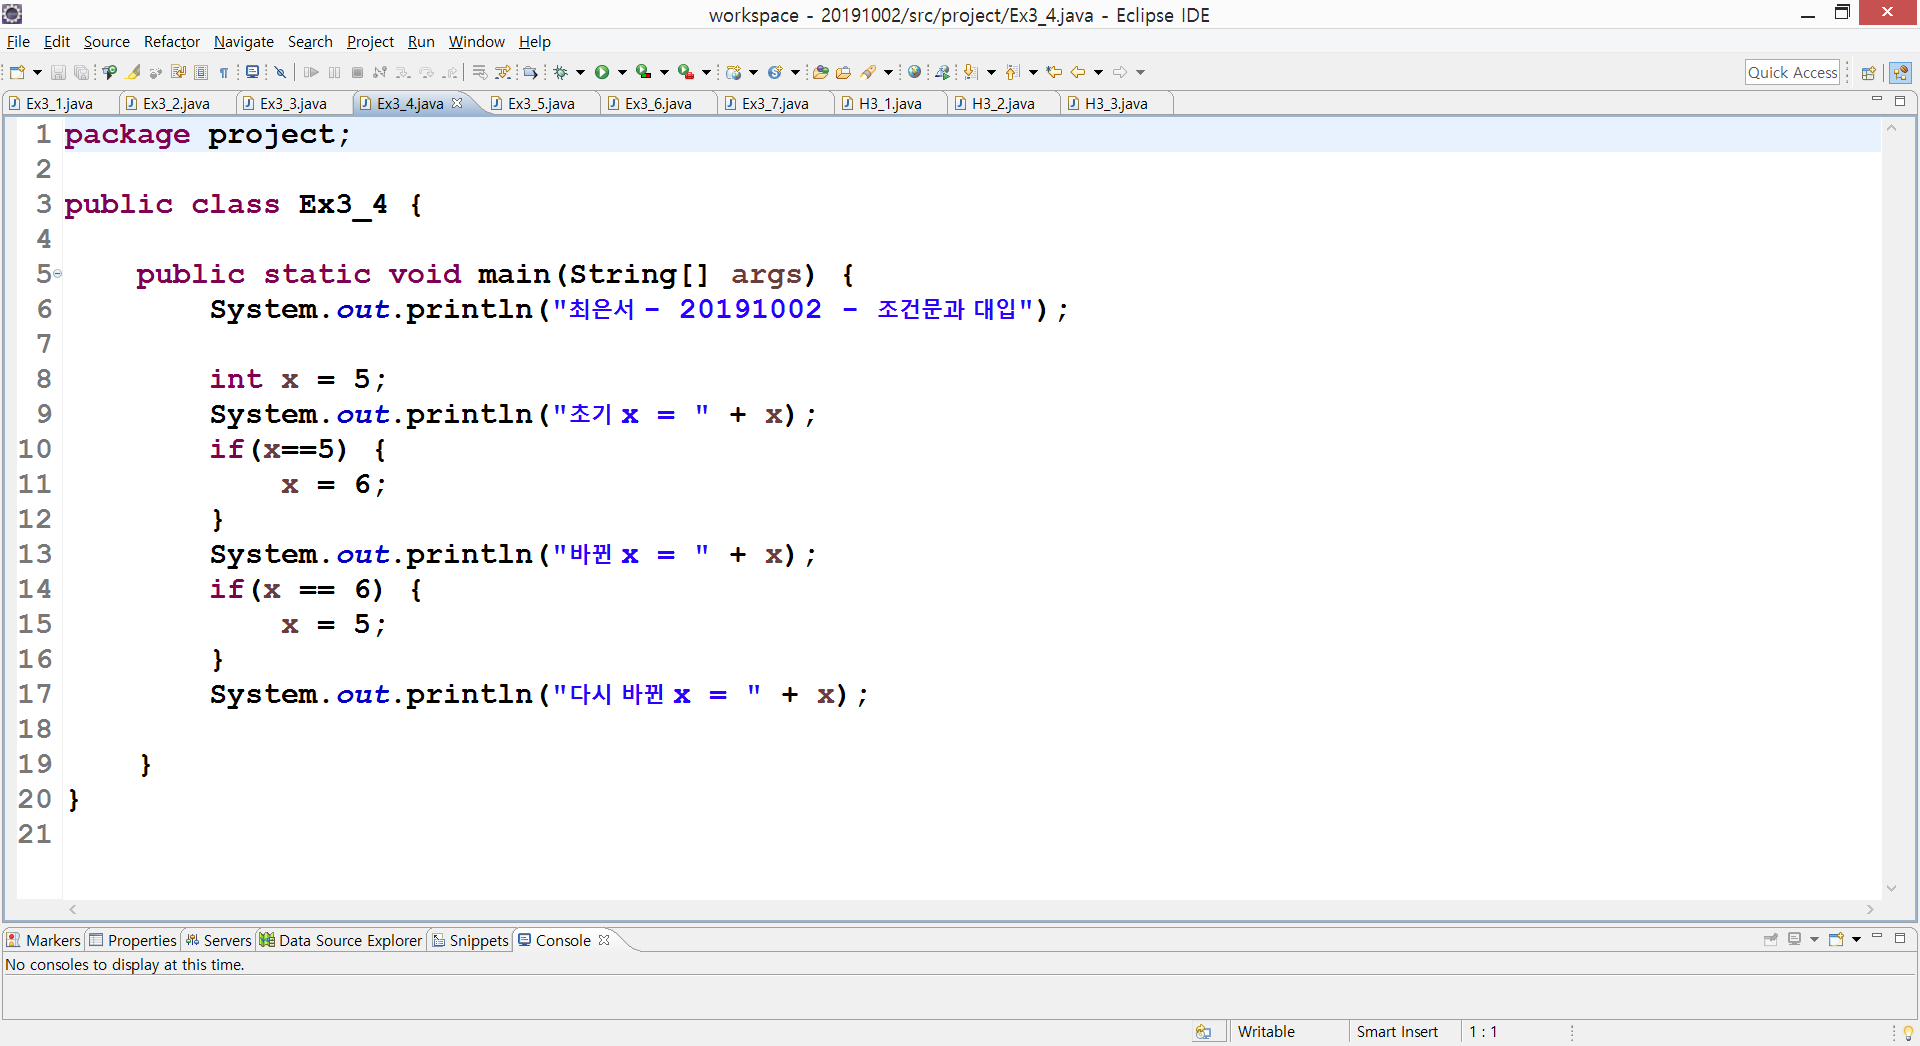 workspace - 20191002/src/project/Ex3_4.java - Eclipse IDE
File Edit Source Refactor Navigate Search Project Run Window Help
Quick Access
Ex3_1.java Ex3_2.java Ex3_3.java Ex3_4.java Ex3_5.java Ex3_6.java Ex3_7.java H3_1.java H3_2.java H3_3.java
1 package project;
2
3 public class Ex3_4 {
4
5     public static void main(String[] args) {
6         System.out.println("최은서 - 20191002 - 조건문과 대입");
7
8         int x = 5;
9         System.out.println("초기 x = " + x);
10         if(x==5) {
11             x = 6;
12         }
13         System.out.println("바뀐 x = " + x);
14         if(x == 6) {
15             x = 5;
16         }
17         System.out.println("다시 바뀐 x = " + x);
18
19     }
20 }
21
Markers Properties Servers Data Source Explorer Snippets Console
No consoles to display at this time.
Writable Smart Insert 1 : 1